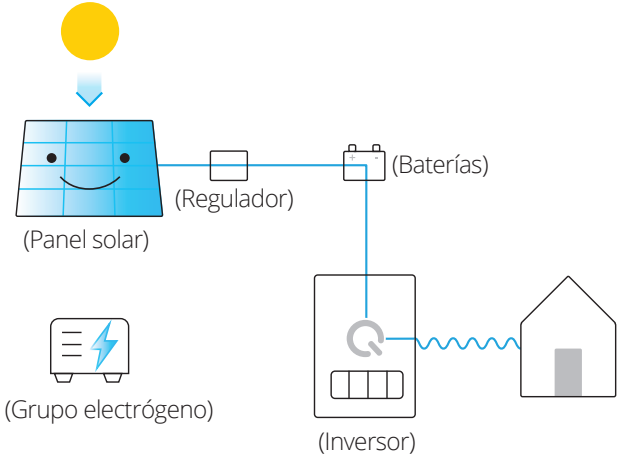 (Baterías)
(Regulador)
(Panel solar)
(Grupo electrógeno)
(Inversor)